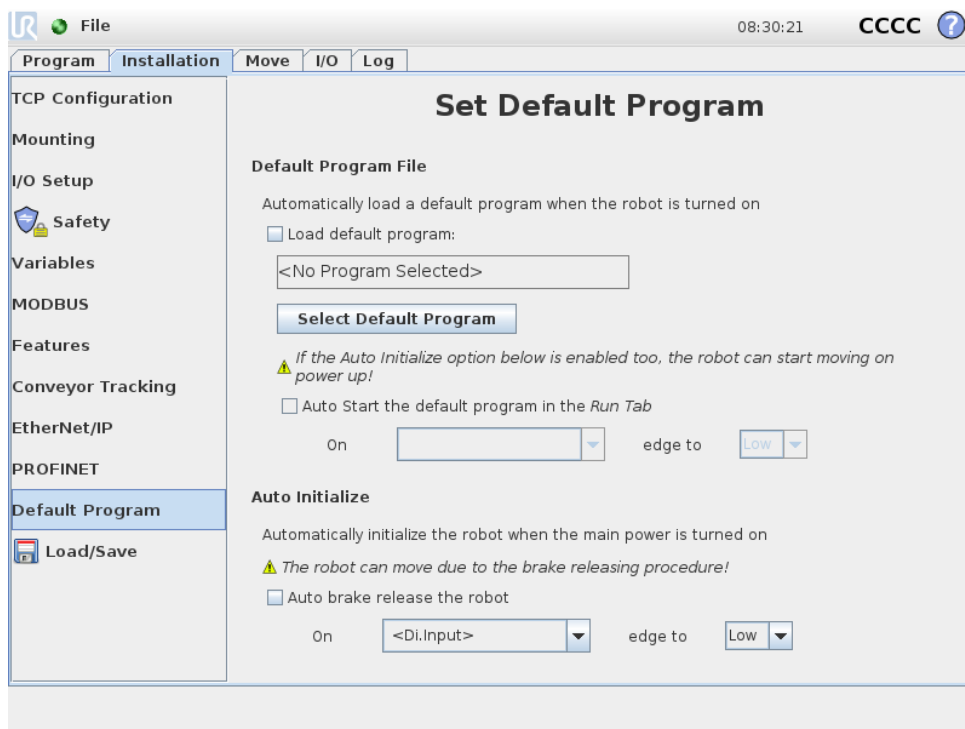 UR File 08:30:21 CCCC ?
Program Installation Move I/O Log
TCP Configuration
Mounting
I/O Setup
Safety
Variables
MODBUS
Features
Conveyor Tracking
EtherNet/IP
PROFINET
Default Program
Load/Save
Set Default Program
Default Program File
Automatically load a default program when the robot is turned on
Load default program:
<No Program Selected>
Select Default Program
If the Auto Initialize option below is enabled too, the robot can start moving on
power up!
Auto Start the default program in the Run Tab
On edge to Low
Auto Initialize
Automatically initialize the robot when the main power is turned on
The robot can move due to the brake releasing procedure!
Auto brake release the robot
On <Di.Input> edge to Low